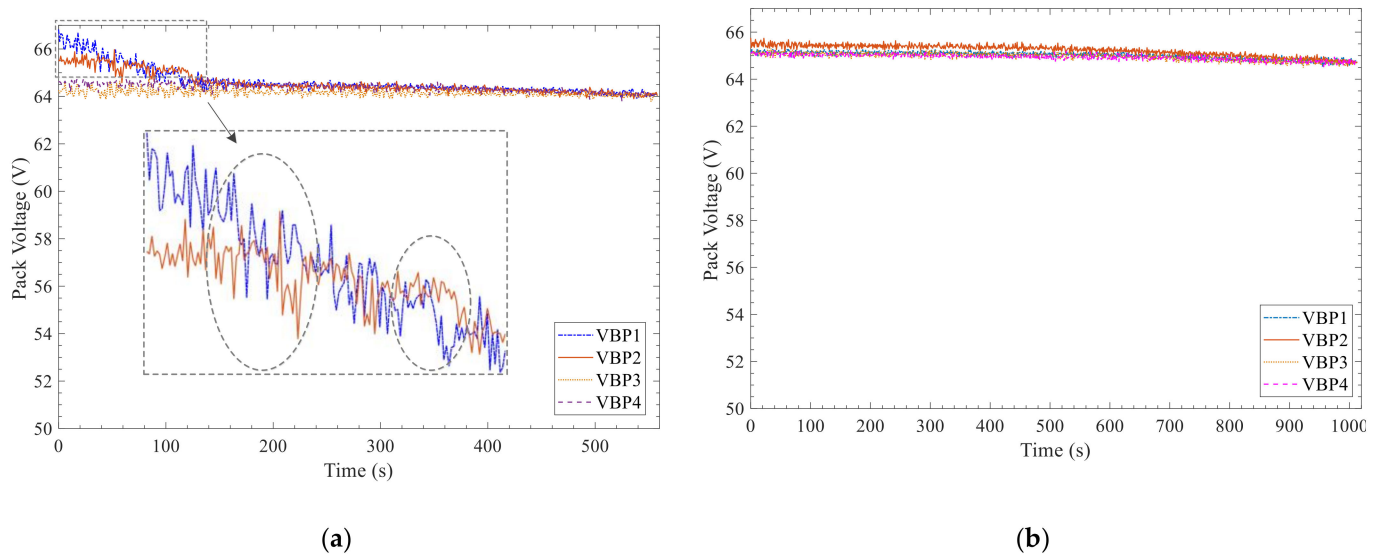 66
64
62
60
58
56
54
52
50
Pack Voltage (V)
0 100 200 300 400 500
Time (s)
VBP1
VBP2
VBP3
VBP4
(a)
66
64
62
60
58
56
54
52
50
Pack Voltage (V)
0 100 200 300 400 500 600 700 800 900 1000
Time (s)
VBP1
VBP2
VBP3
VBP4
(b)